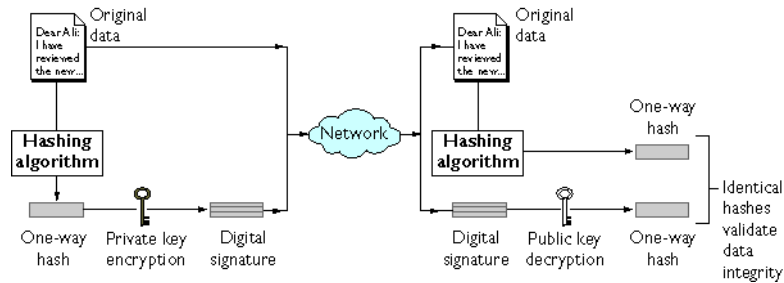 Original
data
Dear Ali:
I have
reviewed
the new...
Hashing
algorithm
One-way
hash
Private key
encryption
Digital
signature
Network
Original
data
Dear Ali:
I have
reviewed
the new...
Hashing
algorithm
One-way
hash
Digital
signature
Public key
decryption
One-way
hash
Identical
hashes
validate
data
integrity